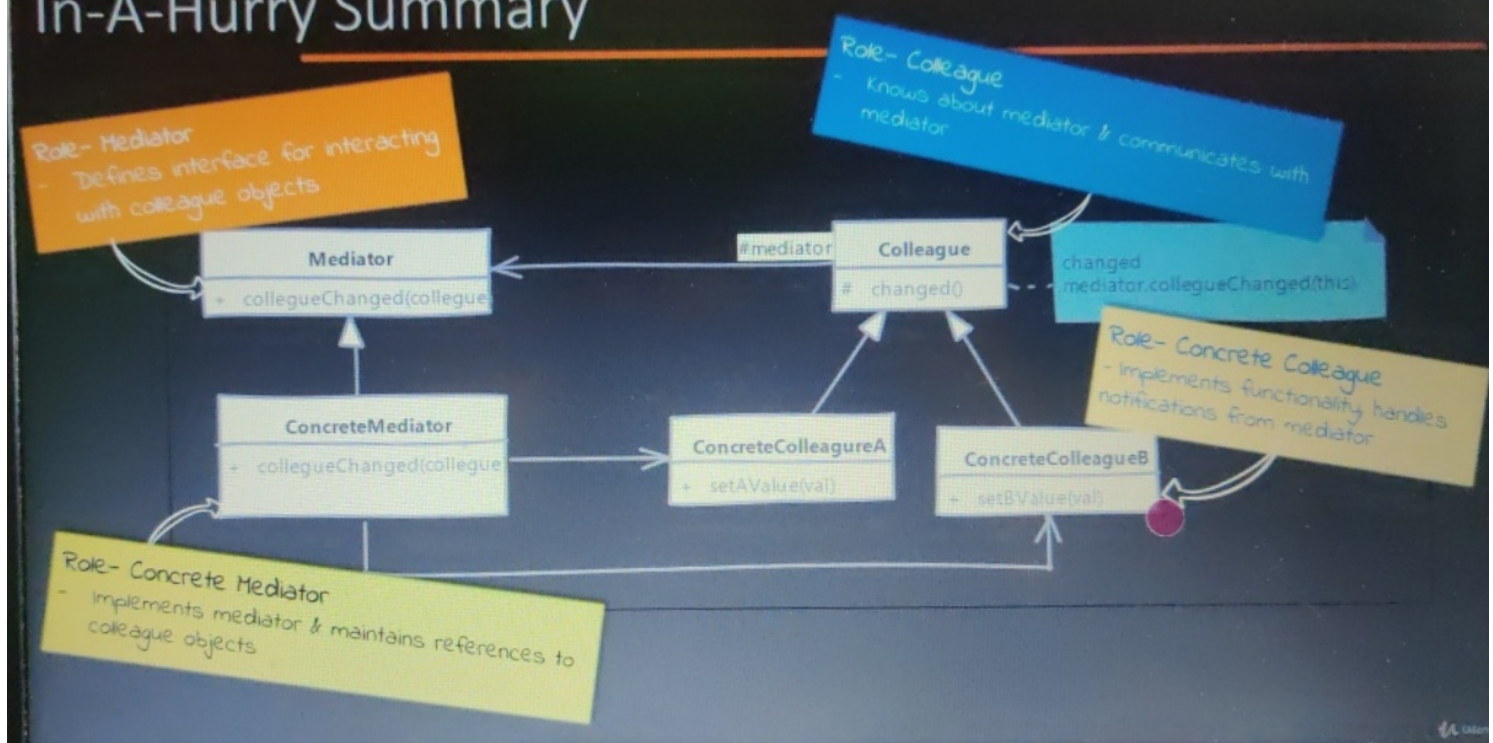 In-A-Hurry Summary
Role- Colleague
- Knows about mediator & communicates with
mediator
Role- Mediator
- Defines interface for interacting
with colleague objects
Mediator
+ collegueChanged(collegue
#mediator
Colleague
# changed()
changed
mediator.collegueChanged(this)
Role- Concrete Colleague
- Implements functionality handles
notifications from mediator
ConcreteMediator
+ collegueChanged(collegue
ConcreteColleagureA
+ setAValue(val)
ConcreteColleagueB
+ setBValue(val)
Role- Concrete Mediator
- Implements mediator & maintains references to
colleague objects